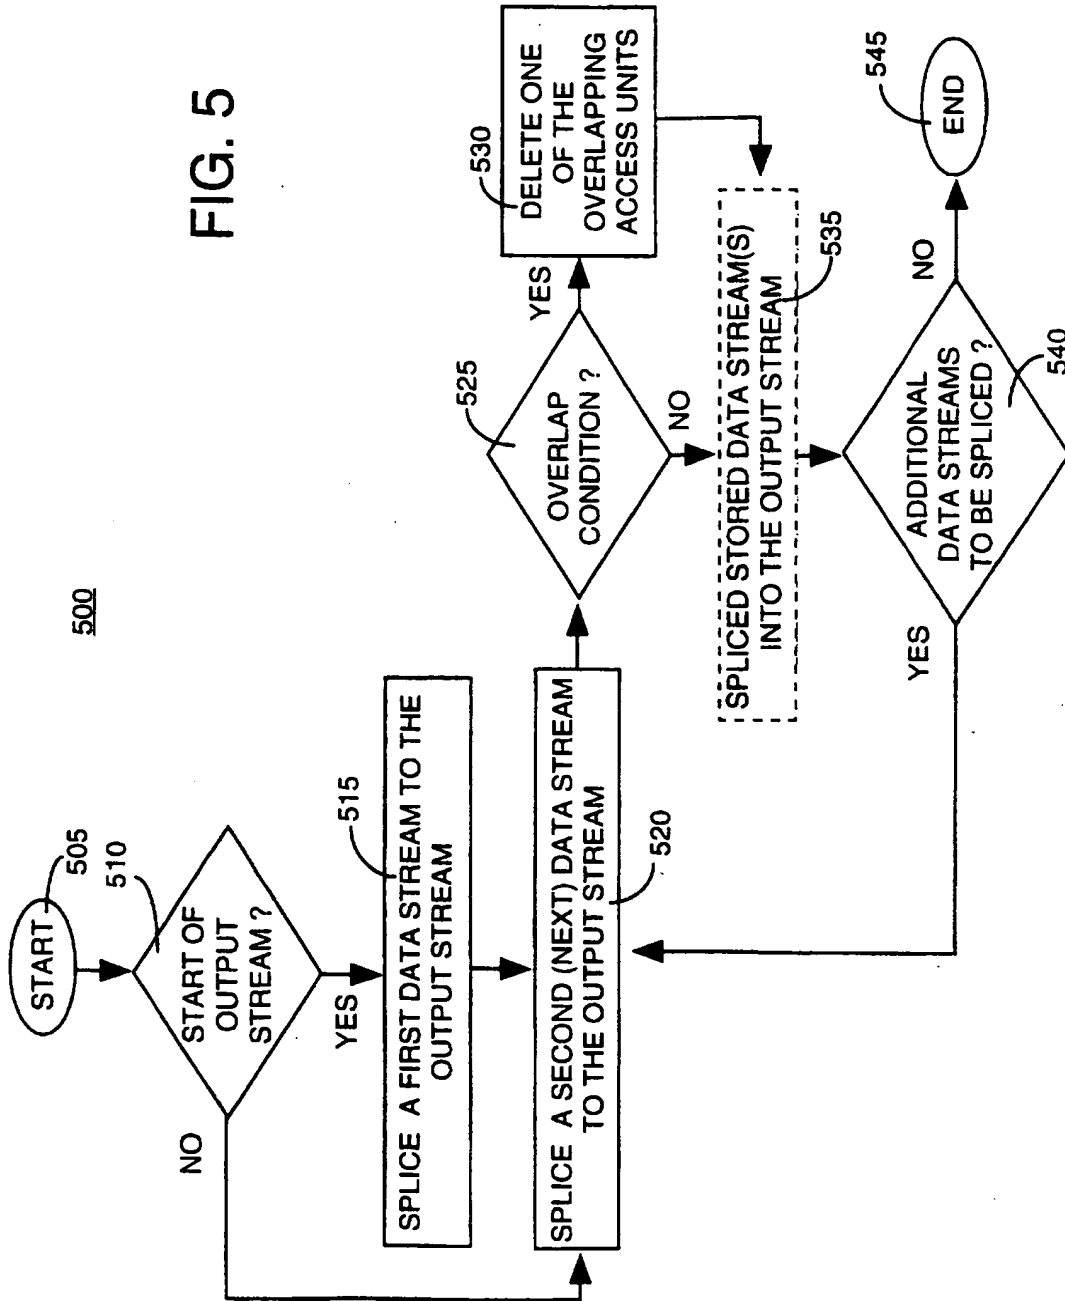 FIG. 5
500
START
505
START OF
OUTPUT
STREAM ?
510
NO
YES
SPLICE A FIRST DATA STREAM TO THE
OUTPUT STREAM
515
SPLICE A SECOND (NEXT) DATA STREAM
TO THE OUTPUT STREAM
520
OVERLAP
CONDITION ?
525
YES
NO
DELETE ONE
OF THE
OVERLAPPING
ACCESS UNITS
530
SPLICED STORED DATA STREAM(S)
INTO THE OUTPUT STREAM
535
ADDITIONAL
DATA STREAMS
TO BE SPLICED ?
540
YES
NO
END
545